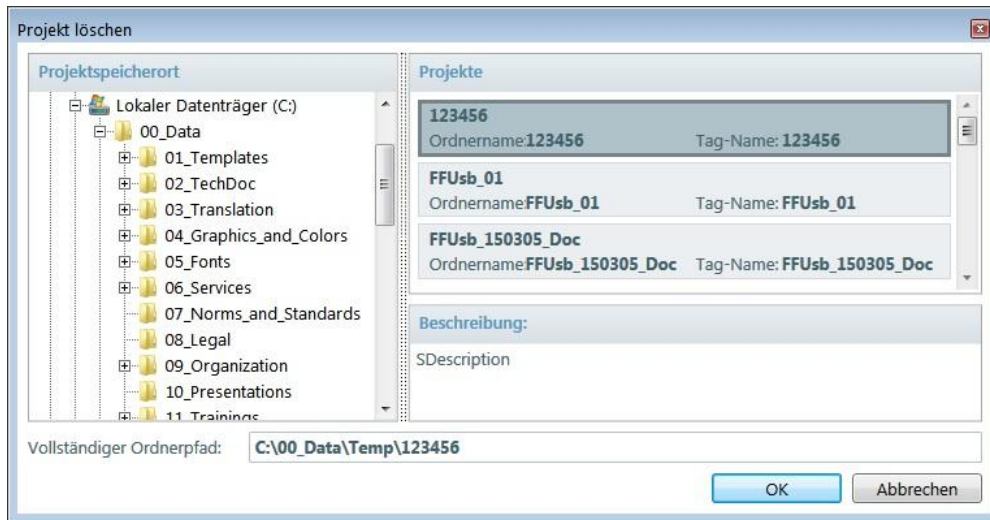 Projekt löschen
Projektspeicherort
Lokaler Datenträger (C:)
00_Data
01_Templates
02_TechDoc
03_Translation
04_Graphics_and_Colors
05_Fonts
06_Services
07_Norms_and_Standards
08_Legal
09_Organization
10_Presentations
11_Trainings
Projekte
123456
Ordnername:123456 Tag-Name: 123456
FFUsb_01
Ordnername:FFUsb_01 Tag-Name: FFUsb_01
FFUsb_150305_Doc
Ordnername:FFUsb_150305_Doc Tag-Name: FFUsb_150305_Doc
Beschreibung:
SDescription
Vollständiger Ordnerpfad: C:\00_Data\Temp\123456
OK Abbrechen